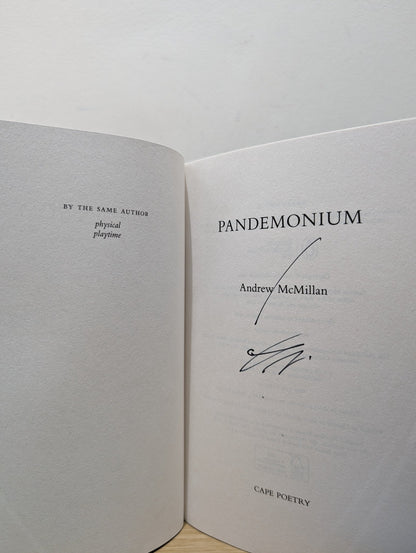 BY THE SAME AUTHOR
physical
playtime
PANDEMONIUM
Andrew McMillan
CAPE POETRY